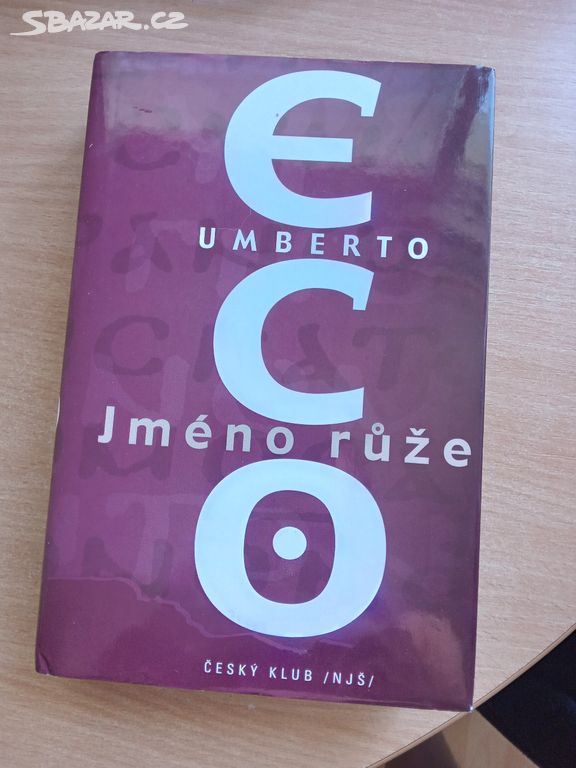 SBAZAR.CZ
E
UMBERTO
C
Jméno růže
O
ČESKÝ KLUB /NJŠ/